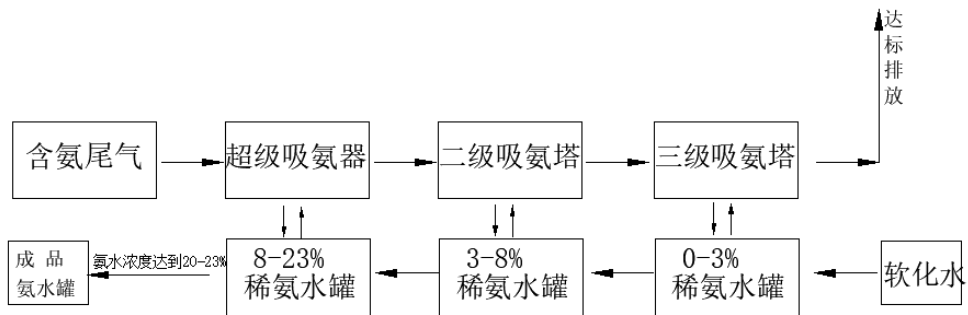 达标排放
含氨尾气
超级吸氨器
二级吸氨塔
三级吸氨塔
成 品
氨水罐
氨水浓度达到20-23%
8-23%
稀氨水罐
3-8%
稀氨水罐
0-3%
稀氨水罐
软化水